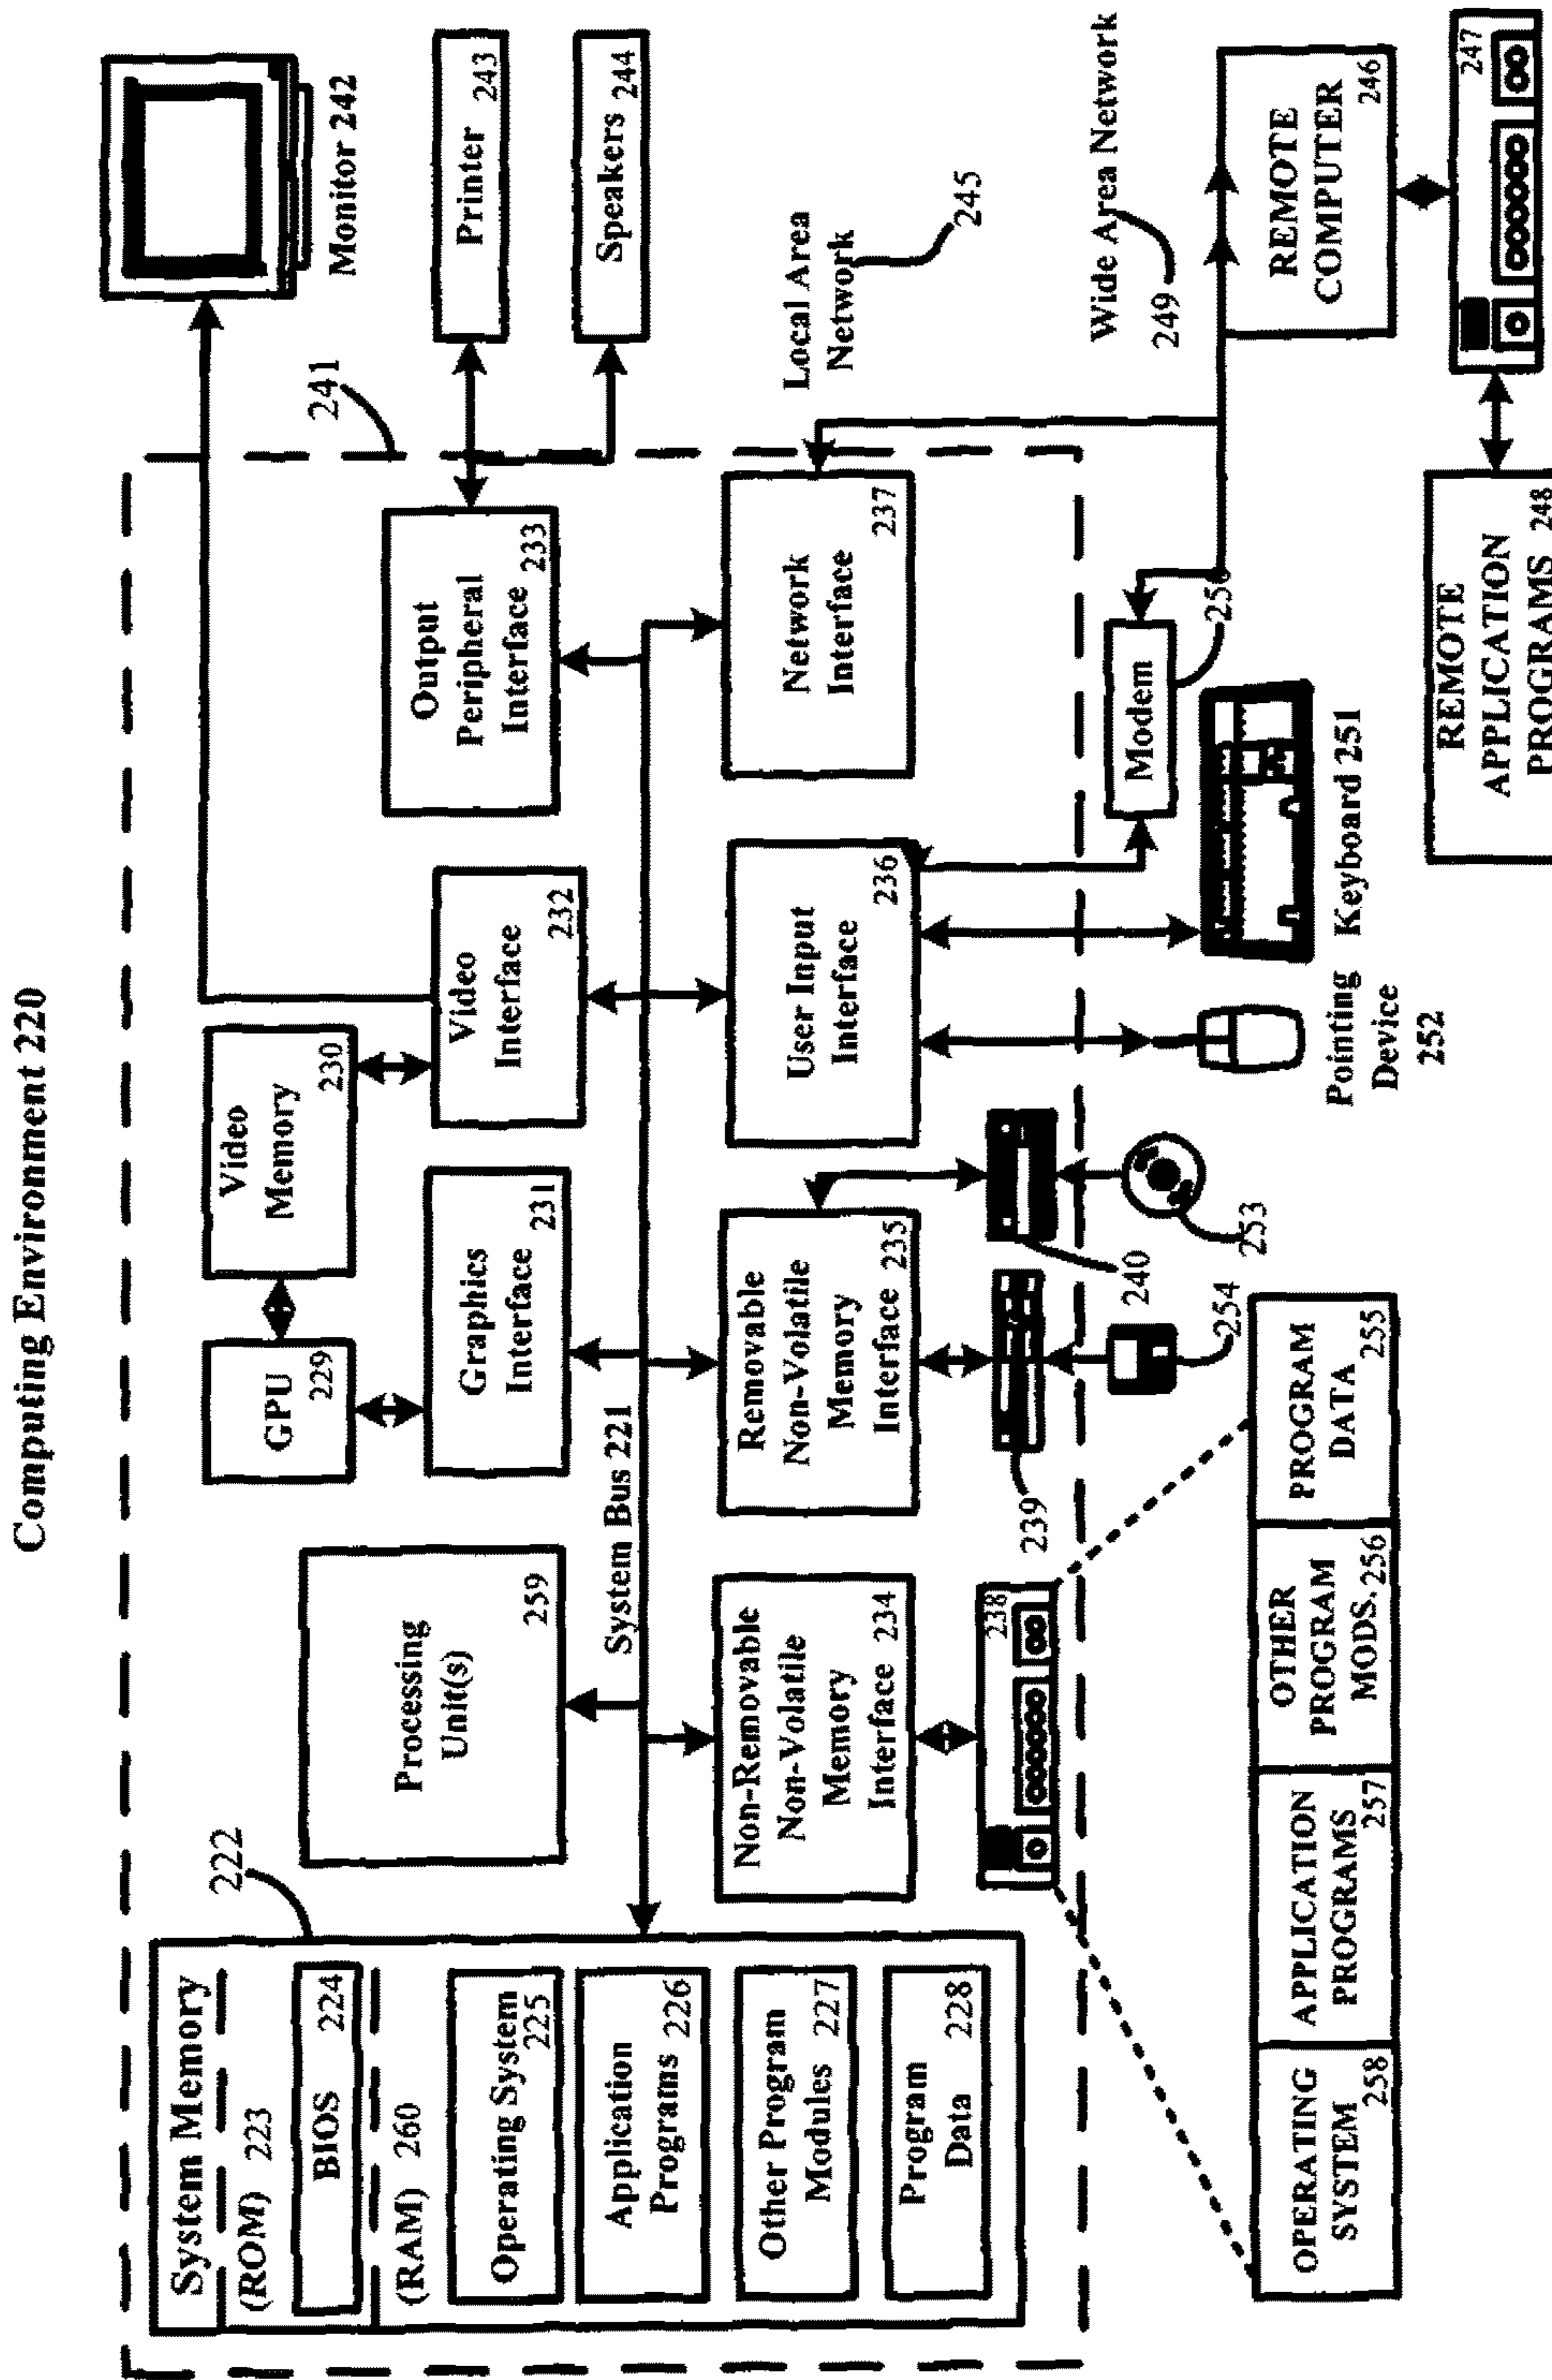 Computing Environment 220
System Memory
(ROM) 223
BIOS 224
(RAM) 260
Operating System
225
Application
Programs 226
Other Program
Modules 227
Program
Data 228
222
Processing
Unit(s)
259
System Bus 221
GPU
229
Video
Memory
230
Graphics
Interface
231
Video
Interface
232
Output
Peripheral
Interface
233
241
Monitor 242
Printer
243
Speakers
244
Non-Removable
Non-Volatile
Memory
Interface 234
Removable
Non-Volatile
Memory
Interface 235
User Input
Interface
236
Network
Interface
237
Local Area
Network
245
238
239
240
254
253
Pointing
Device
252
Keyboard 251
Modem
Wide Area Network
249
REMOTE
COMPUTER
246
247
REMOTE
APPLICATION
PROGRAMS 248
OPERATING
SYSTEM
258
APPLICATION
PROGRAMS
257
OTHER
PROGRAM
MODS. 256
PROGRAM
DATA
255